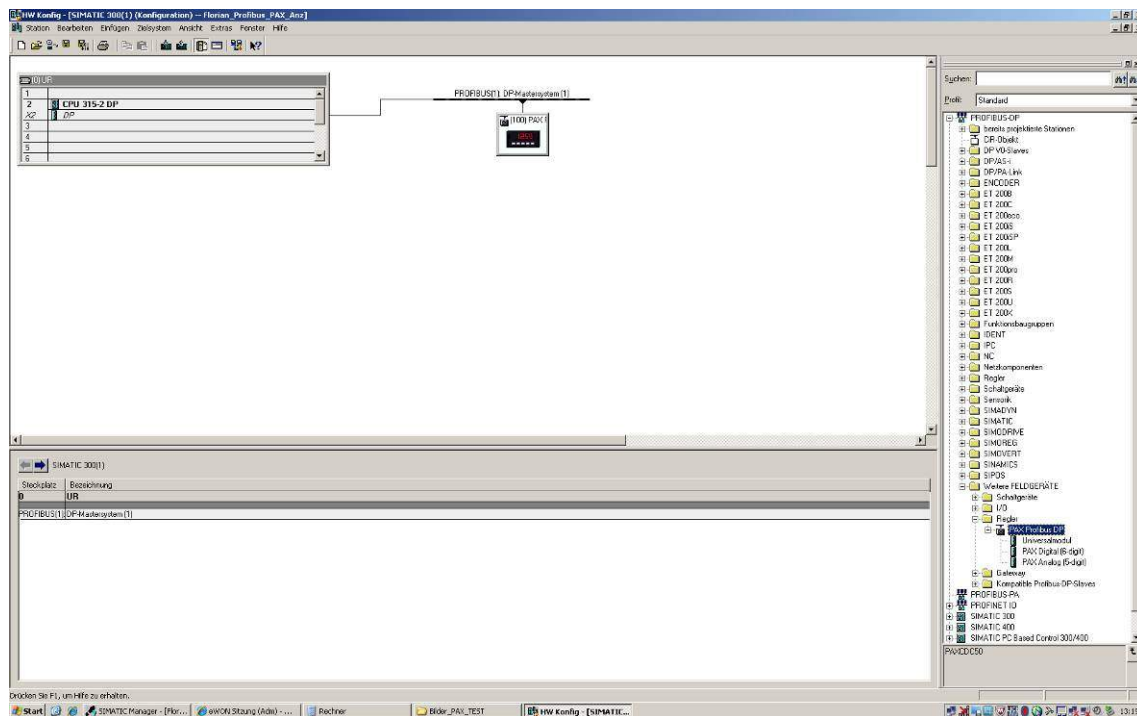 HW Konfig - [SIMATIC 300(1) (Konfiguration) -- Florian_Profibus_PAX_Anz]
Station Bearbeiten Einfügen Zielsystem Ansicht Extras Fenster Hilfe
(0) UR
1
2 CPU 315-2 DP
X2 DP
3
4
5
6
PROFIBUS(1): DP-Mastersystem (1)
(100) PAX
Suchen:
Profil: Standard
PROFIBUS-DP
bereits projektierte Stationen
CiR-Objekt
DP V0-Slaves
DP/AS-i
DP/PA-Link
ENCODER
ET 200B
ET 200C
ET 200eco
ET 200iS
ET 200iSP
ET 200L
ET 200M
ET 200pro
ET 200R
ET 200S
ET 200U
ET 200X
Funktionsbaugruppen
IDENT
IPC
NC
Netzkomponenten
Regler
Schaltgeräte
Sensorik
SIMADYN
SIMATIC
SIMODRIVE
SIMOREG
SIMOVERT
SINAMICS
SIPOS
Weitere FELDGERÄTE
Schaltgeräte
I/O
Regler
PAX Profibus DP
Universalmodul
PAX Digital (6-digit)
PAX Analog (5-digit)
Gateway
Kompatible Profibus-DP-Slaves
PROFIBUS-PA
PROFINET IO
SIMATIC 300
SIMATIC 400
SIMATIC PC Based Control 300/400
PAXCDC50
SIMATIC 300(1)
Steckplatz Bezeichnung
0 UR
PROFIBUS(1): DP-Mastersystem (1)
Drücken Sie F1, um Hilfe zu erhalten.
Start SIMATIC Manager - [Flor... eWON Sitzung (Adm) - ... Rechner Bilder_PAX_TEST HW Konfig - [SIMATIC...